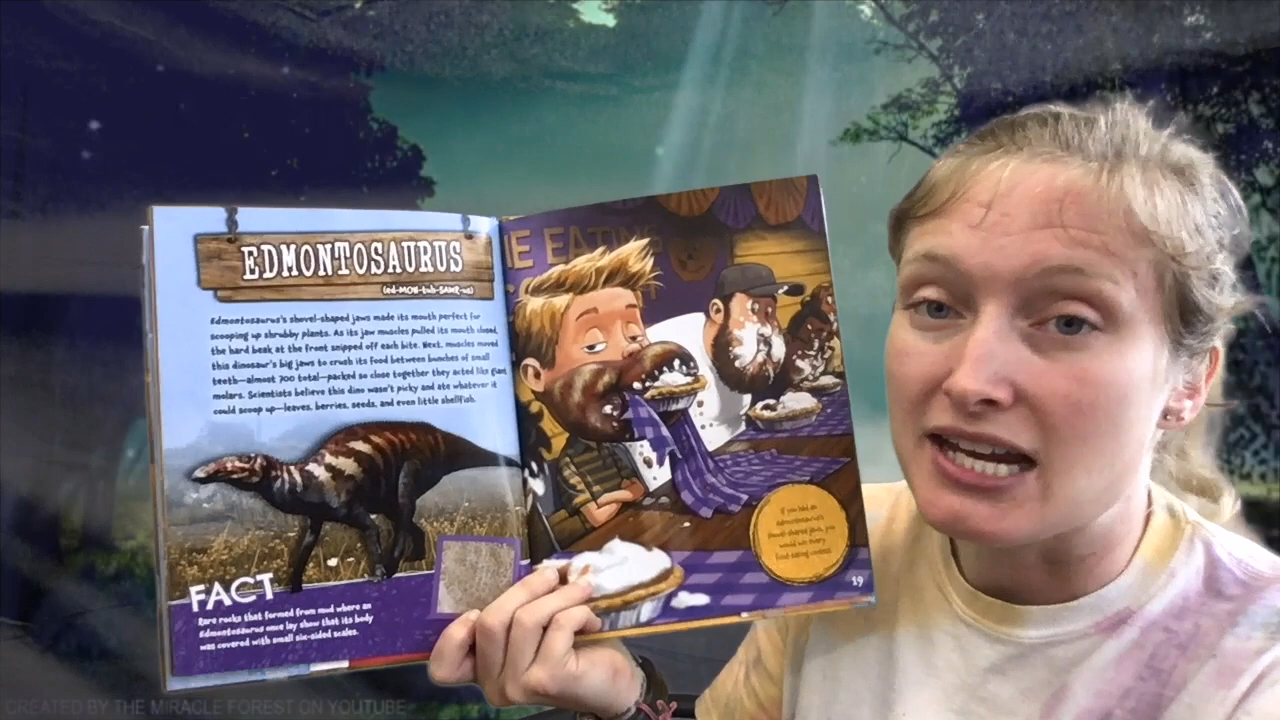 EDMONTOSAURUS
(ed-MON-tuh-SAWR-us)
Edmontosaurus's shovel-shaped jaws made its mouth perfect for
scooping up shrubby plants. As its jaw muscles pulled its mouth closed,
the hard beak at the front snipped off each bite. Next, muscles moved
this dinosaur's big jaws to crush its food between bunches of small
teeth—almost 700 total—packed so close together they acted like giant
molars. Scientists believe this dino wasn't picky and ate whatever it
could scoop up—leaves, berries, seeds, and even little shellfish.
FACT
Rare rocks that formed from mud where an
Edmontosaurus once lay show that its body
was covered with small six-sided scales.
IE EATING
If you had an
Edmontosaurus's
shovel-shaped jaws, you
would win every
food-eating contest.
19
CREATED BY THE MIRACLE FOREST ON YOUTUBE